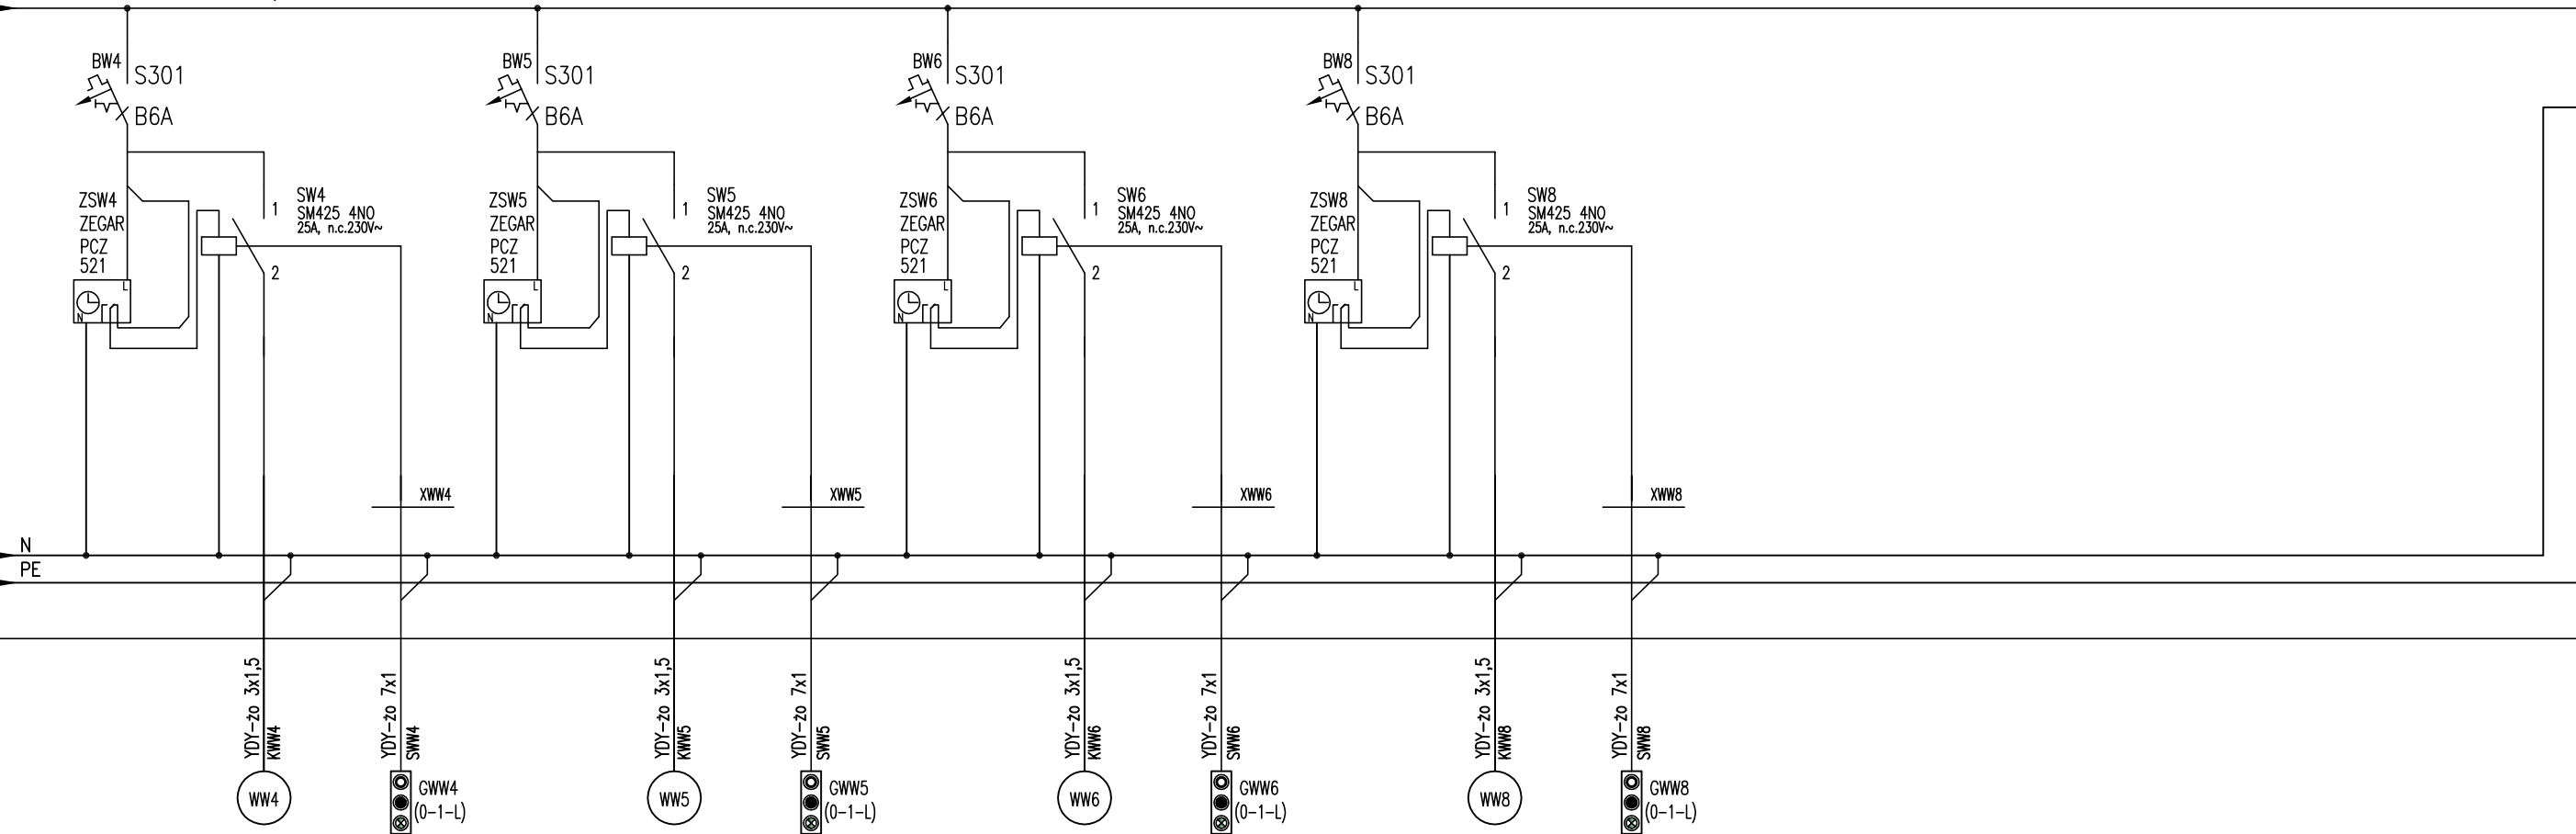 BW4
S301
B6A
ZSW4
ZEGAR
PCZ
521
L
N
1
2
SW4
SM425 4NO
25A, n.c.230V~
XWW4
BW5
S301
B6A
ZSW5
ZEGAR
PCZ
521
L
N
1
2
SW5
SM425 4NO
25A, n.c.230V~
XWW5
BW6
S301
B6A
ZSW6
ZEGAR
PCZ
521
L
N
1
2
SW6
SM425 4NO
25A, n.c.230V~
XWW6
BW8
S301
B6A
ZSW8
ZEGAR
PCZ
521
L
N
1
2
SW8
SM425 4NO
25A, n.c.230V~
XWW8
N
PE
YDY-żo 3x1,5
KWW4
YDY-żo 7x1
SWW4
WW4
GWW4
(0-1-L)
YDY-żo 3x1,5
KWW5
YDY-żo 7x1
SWW5
WW5
GWW5
(0-1-L)
YDY-żo 3x1,5
KWW6
YDY-żo 7x1
SWW6
WW6
GWW6
(0-1-L)
YDY-żo 3x1,5
KWW8
YDY-żo 7x1
SWW8
WW8
GWW8
(0-1-L)